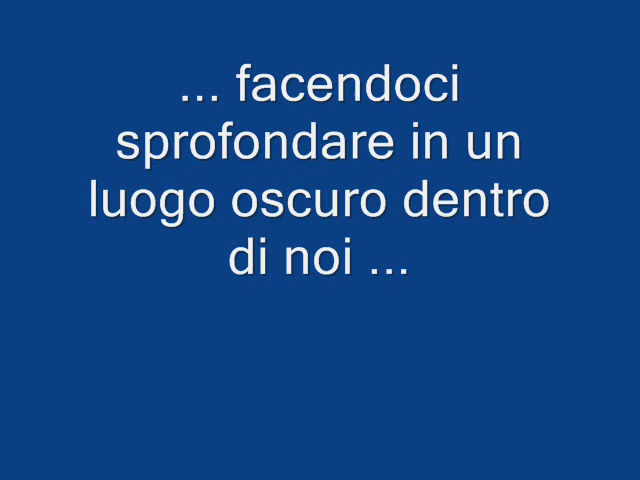 ... facendoci
sprofondare in un
luogo oscuro dentro
di noi ...